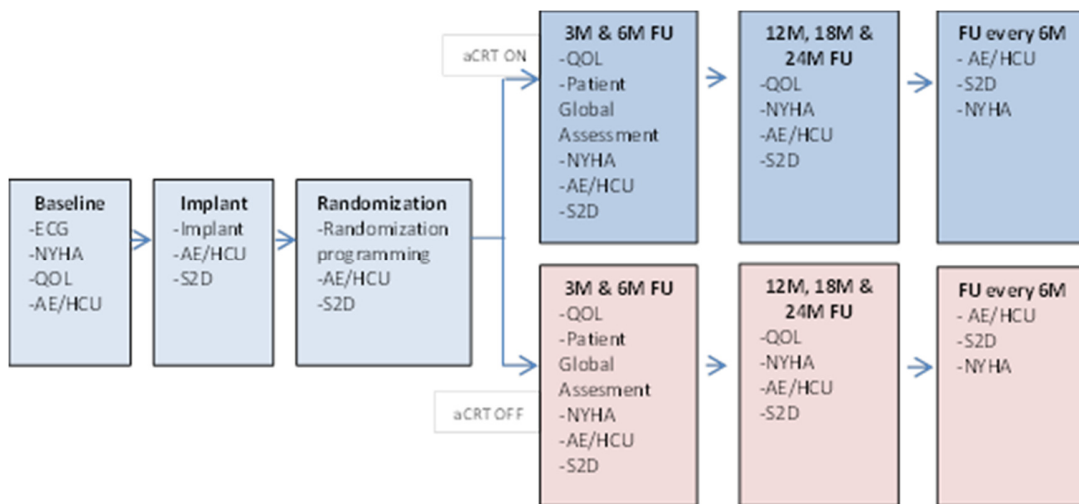 Baseline
-ECG
-NYHA
-QOL
-AE/HCU
Implant
-Implant
-AE/HCU
-S2D
Randomization
-Randomization
programming
-AE/HCU
-S2D
aCRT ON
3M & 6M FU
-QOL
-Patient
Global
Assessment
-NYHA
-AE/HCU
-S2D
12M, 18M &
24M FU
-QOL
-NYHA
-AE/HCU
-S2D
FU every 6M
- AE/HCU
-S2D
-NYHA
aCRT OFF
3M & 6M FU
-QOL
-Patient
Global
Assesment
-NYHA
-AE/HCU
-S2D
12M, 18M &
24M FU
-QOL
-NYHA
-AE/HCU
-S2D
FU every 6M
- AE/HCU
-S2D
-NYHA